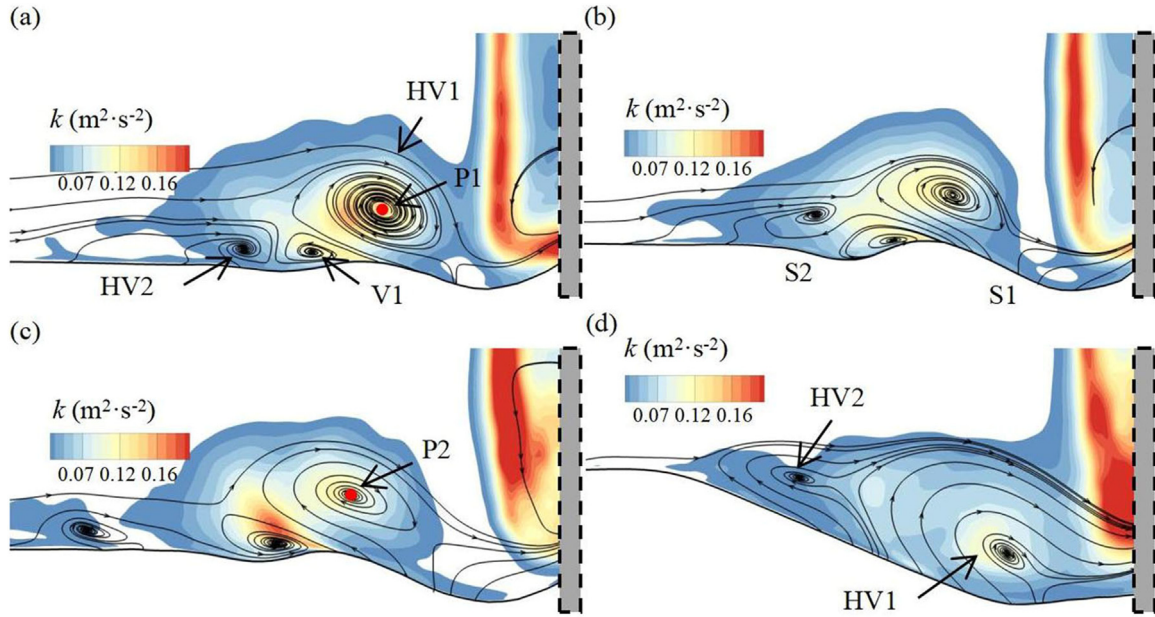 (a)
HV1
k (m²·s⁻²)
0.07 0.12 0.16
P1
HV2
V1
(b)
k (m²·s⁻²)
0.07 0.12 0.16
S2
S1
(c)
k (m²·s⁻²)
0.07 0.12 0.16
P2
(d)
k (m²·s⁻²)
0.07 0.12 0.16
HV2
HV1